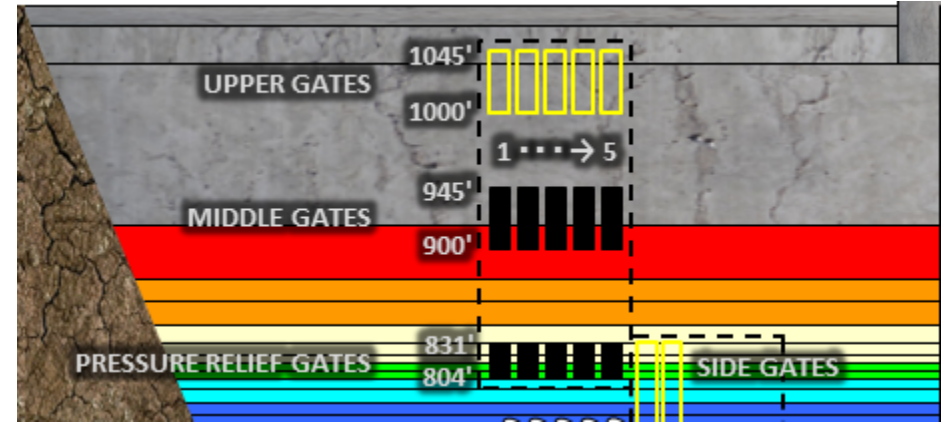 1045'
UPPER GATES
1000'
1 ···→ 5
945'
MIDDLE GATES
900'
831'
PRESSURE RELIEF GATES
SIDE GATES
804'